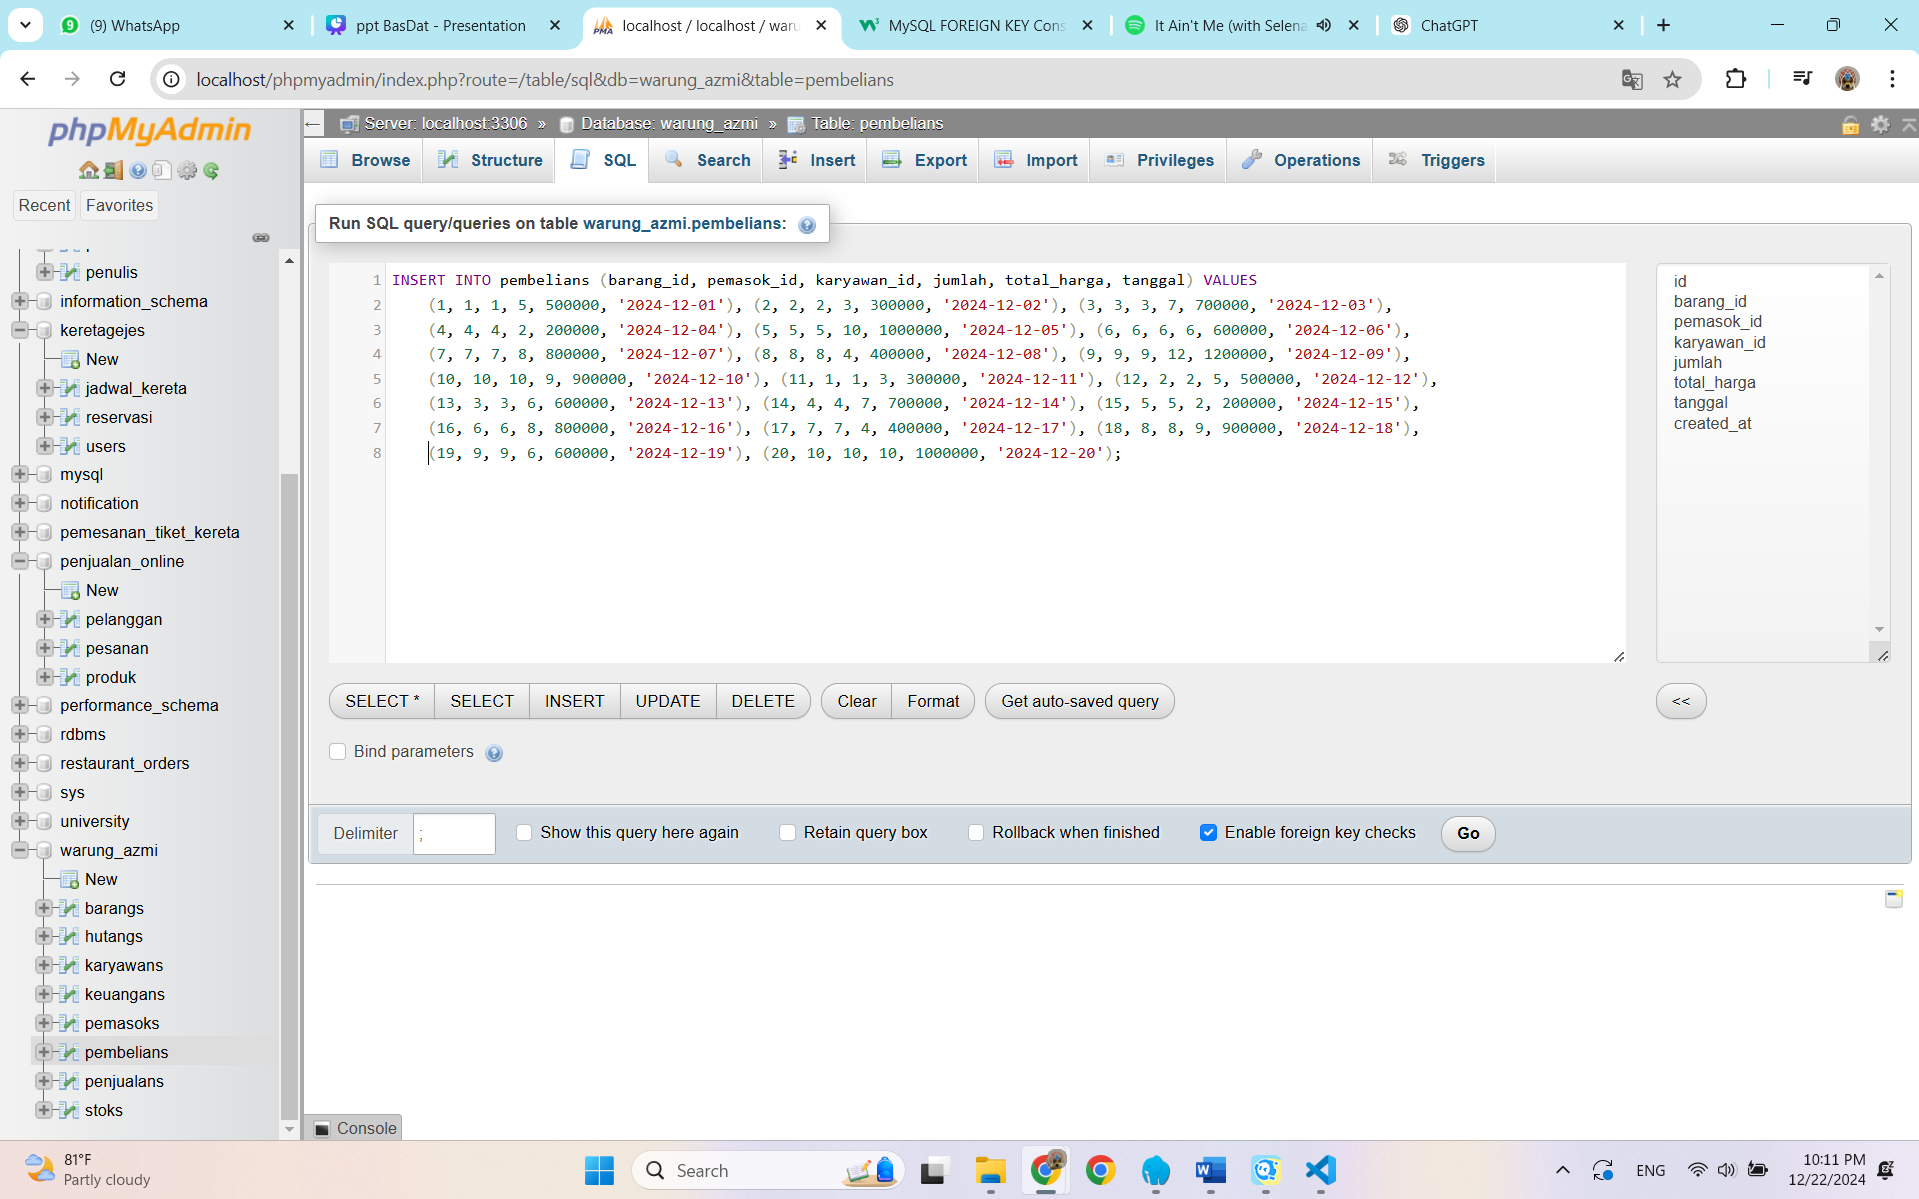 (9) WhatsApp
ppt BasDat - Presentation
localhost / localhost / waru
MySQL FOREIGN KEY Cons
It Ain't Me (with Selena
ChatGPT
localhost/phpmyadmin/index.php?route=/table/sql&db=warung_azmi&table=pembelians
phpMyAdmin
Server: localhost:3306 » Database: warung_azmi » Table: pembelians
Browse
Structure
SQL
Search
Insert
Export
Import
Privileges
Operations
Triggers
Recent
Favorites
penulis
information_schema
keretagejes
New
jadwal_kereta
reservasi
users
mysql
notification
pemesanan_tiket_kereta
penjualan_online
New
pelanggan
pesanan
produk
performance_schema
rdbms
restaurant_orders
sys
university
warung_azmi
New
barangs
hutangs
karyawans
keuangans
pemasoks
pembelians
penjualans
stoks
Run SQL query/queries on table warung_azmi.pembelians:
1 INSERT INTO pembelians (barang_id, pemasok_id, karyawan_id, jumlah, total_harga, tanggal) VALUES
2 (1, 1, 1, 5, 500000, '2024-12-01'), (2, 2, 2, 3, 300000, '2024-12-02'), (3, 3, 3, 7, 700000, '2024-12-03'),
3 (4, 4, 4, 2, 200000, '2024-12-04'), (5, 5, 5, 10, 1000000, '2024-12-05'), (6, 6, 6, 6, 600000, '2024-12-06'),
4 (7, 7, 7, 8, 800000, '2024-12-07'), (8, 8, 8, 4, 400000, '2024-12-08'), (9, 9, 9, 12, 1200000, '2024-12-09'),
5 (10, 10, 10, 9, 900000, '2024-12-10'), (11, 1, 1, 3, 300000, '2024-12-11'), (12, 2, 2, 5, 500000, '2024-12-12'),
6 (13, 3, 3, 6, 600000, '2024-12-13'), (14, 4, 4, 7, 700000, '2024-12-14'), (15, 5, 5, 2, 200000, '2024-12-15'),
7 (16, 6, 6, 8, 800000, '2024-12-16'), (17, 7, 7, 4, 400000, '2024-12-17'), (18, 8, 8, 9, 900000, '2024-12-18'),
8 (19, 9, 9, 6, 600000, '2024-12-19'), (20, 10, 10, 10, 1000000, '2024-12-20');
id
barang_id
pemasok_id
karyawan_id
jumlah
total_harga
tanggal
created_at
SELECT *
SELECT
INSERT
UPDATE
DELETE
Clear
Format
Get auto-saved query
<<
Bind parameters
Delimiter
;
Show this query here again
Retain query box
Rollback when finished
Enable foreign key checks
Go
Console
81°F
Partly cloudy
Search
ENG
10:11 PM
12/22/2024